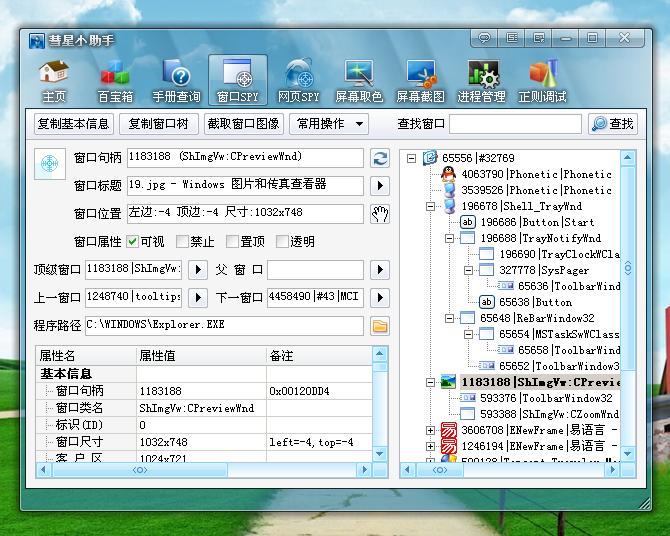 彗星小助手
主页 百宝箱 手册查询 窗口SPY 网页SPY 屏幕取色 屏幕截图 进程管理 正则调试
复制基本信息 复制窗口树 截取窗口图像 常用操作 查找窗口 查找
窗口句柄 1183188 (ShImgVw:CPreviewWnd)
窗口标题 19.jpg - Windows 图片和传真查看器
窗口位置 左边:-4 顶边:-4 尺寸:1032x748
窗口属性 可视 禁止 置顶 透明
顶级窗口 1183188|ShImgVw: 父 窗 口
上一窗口 1248740|tooltips 下一窗口 4458490|#43|MCI
程序路径 C:\WINDOWS\Explorer.EXE
属性名 属性值 备注
基本信息
窗口句柄 1183188 0x00120DD4
窗口类名 ShImgVw:CPreviewWnd
标识(ID) 0
窗口尺寸 1032x748 left=-4,top=-4
客 户 区 1024x721
65556|#32769
4063790|Phonetic|Phonetic
3539526|Phonetic|Phonetic
196678|Shell_TrayWnd
ab 196686|Button|Start
196688|TrayNotifyWnd
196690|TrayClockWCla
327778|SysPager
65636|ToolbarWind
ab 65638|Button
65648|ReBarWindow32
65654|MSTaskSwWClass
65658|ToolbarWind
65652|ToolbarWindow3
1183188|ShImgVw:CPrevie
593376|ToolbarWindow32
593388|ShImgVw:CZoomWnd
易 3606708|ENewFrame|易语言 -
易 1246194|ENewFrame|易语言 -